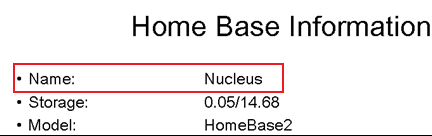 Home Base Information
• Name: Nucleus
• Storage: 0.05/14.68
• Model: HomeBase2